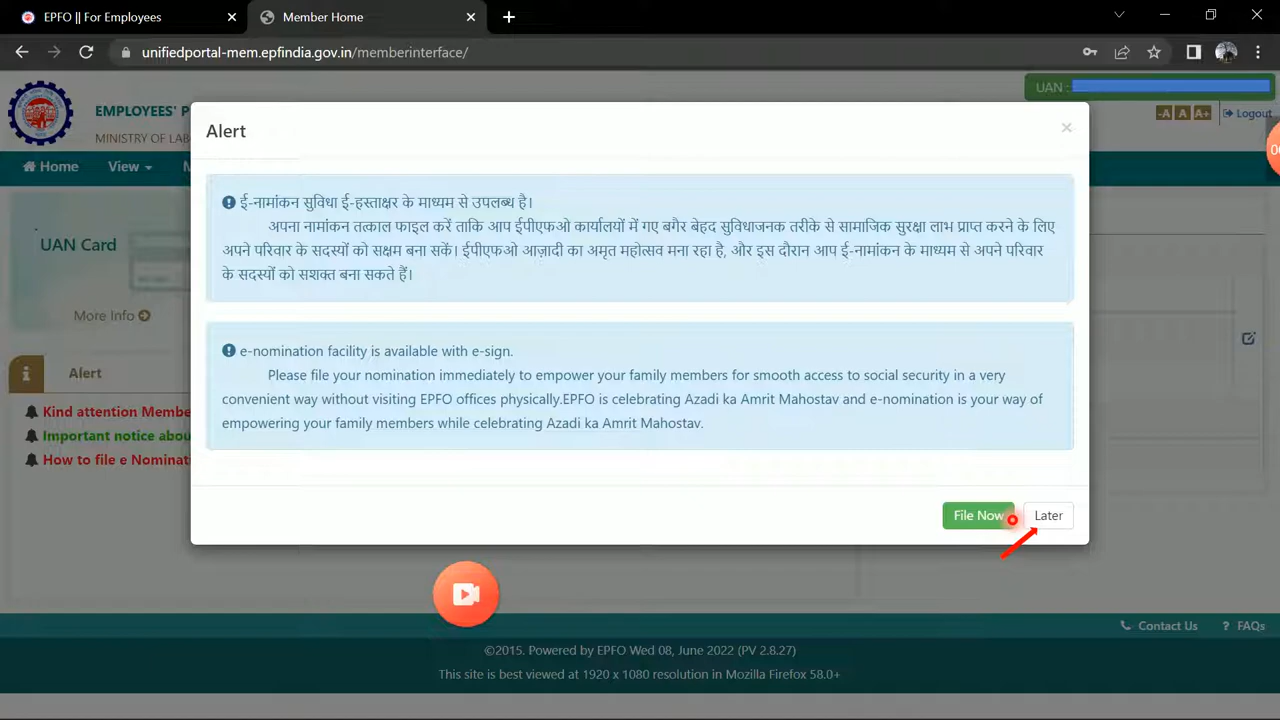 EPFO || For Employees
Member Home
unifiedportal-mem.epfindia.gov.in/memberinterface/
UAN :
EMPLOYEES' P
MINISTRY OF LAB
-A A A+ Logout
Home View
Alert
ई-नामांकन सुविधा ई-हस्ताक्षर के माध्यम से उपलब्ध है।
अपना नामांकन तत्काल फाइल करें ताकि आप ईपीएफओ कार्यालयों में गए बगैर बेहद सुविधाजनक तरीके से सामाजिक सुरक्षा लाभ प्राप्त करने के लिए
अपने परिवार के सदस्यों को सक्षम बना सकें। ईपीएफओ आज़ादी का अमृत महोत्सव मना रहा है, और इस दौरान आप ई-नामांकन के माध्यम से अपने परिवार
के सदस्यों को सशक्त बना सकते हैं।
e-nomination facility is available with e-sign.
Please file your nomination immediately to empower your family members for smooth access to social security in a very
convenient way without visiting EPFO offices physically.EPFO is celebrating Azadi ka Amrit Mahostav and e-nomination is your way of
empowering your family members while celebrating Azadi ka Amrit Mahostav.
File Now Later
UAN Card
More Info
Alert
Kind attention Membe
Important notice abou
How to file e Nominat
Contact Us ? FAQs
©2015. Powered by EPFO Wed 08, June 2022 (PV 2.8.27)
This site is best viewed at 1920 x 1080 resolution in Mozilla Firefox 58.0+